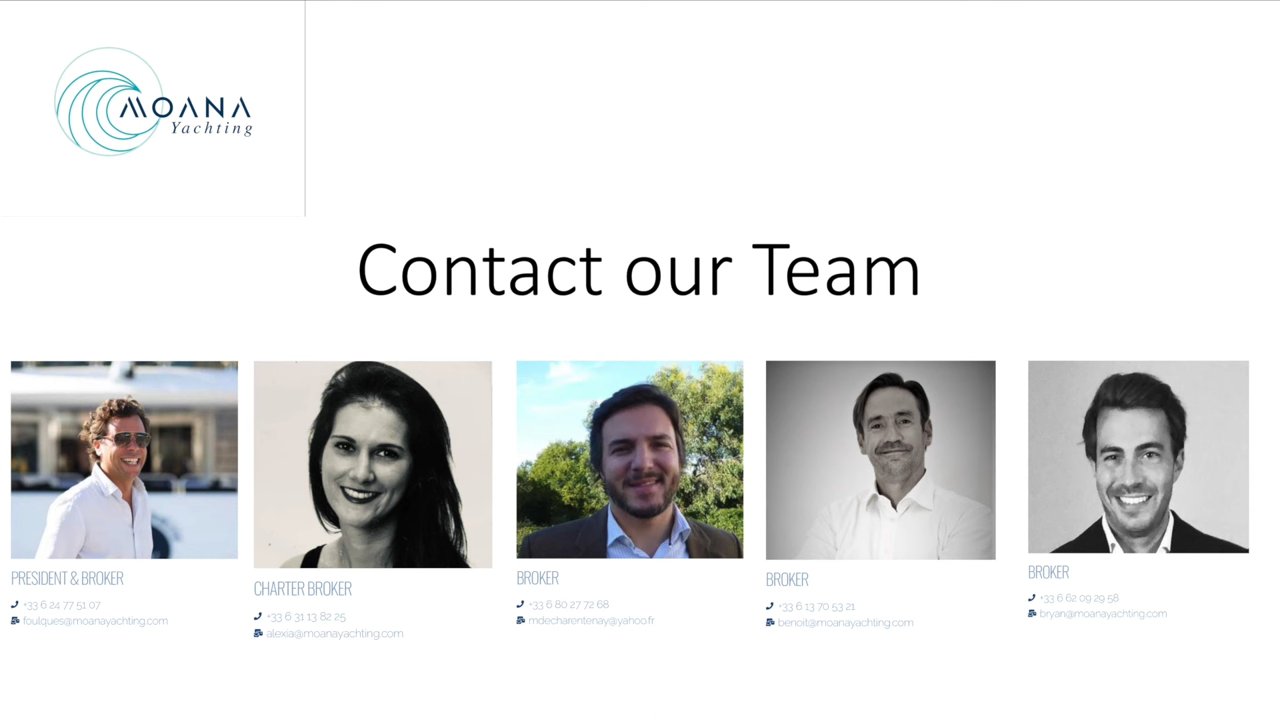 MOANA
Yachting
Contact our Team
PRESIDENT & BROKER
+33 6 24 77 51 07
foulques@moanayachting.com
CHARTER BROKER
+33 6 31 13 82 25
alexia@moanayachting.com
BROKER
+33 6 80 27 72 68
mdecharentenay@yahoo.fr
BROKER
+33 6 13 70 53 21
benoit@moanayachting.com
BROKER
+33 6 62 09 29 58
bryan@moanayachting.com